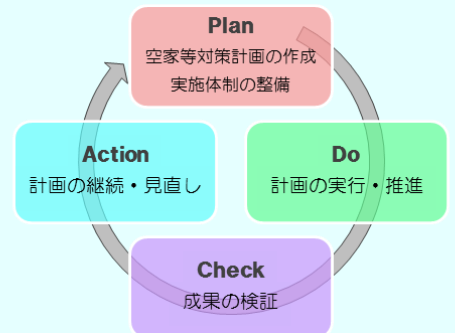 Plan
空家等対策計画の作成
実施体制の整備
Action
計画の継続・見直し
Do
計画の実行・推進
Check
成果の検証